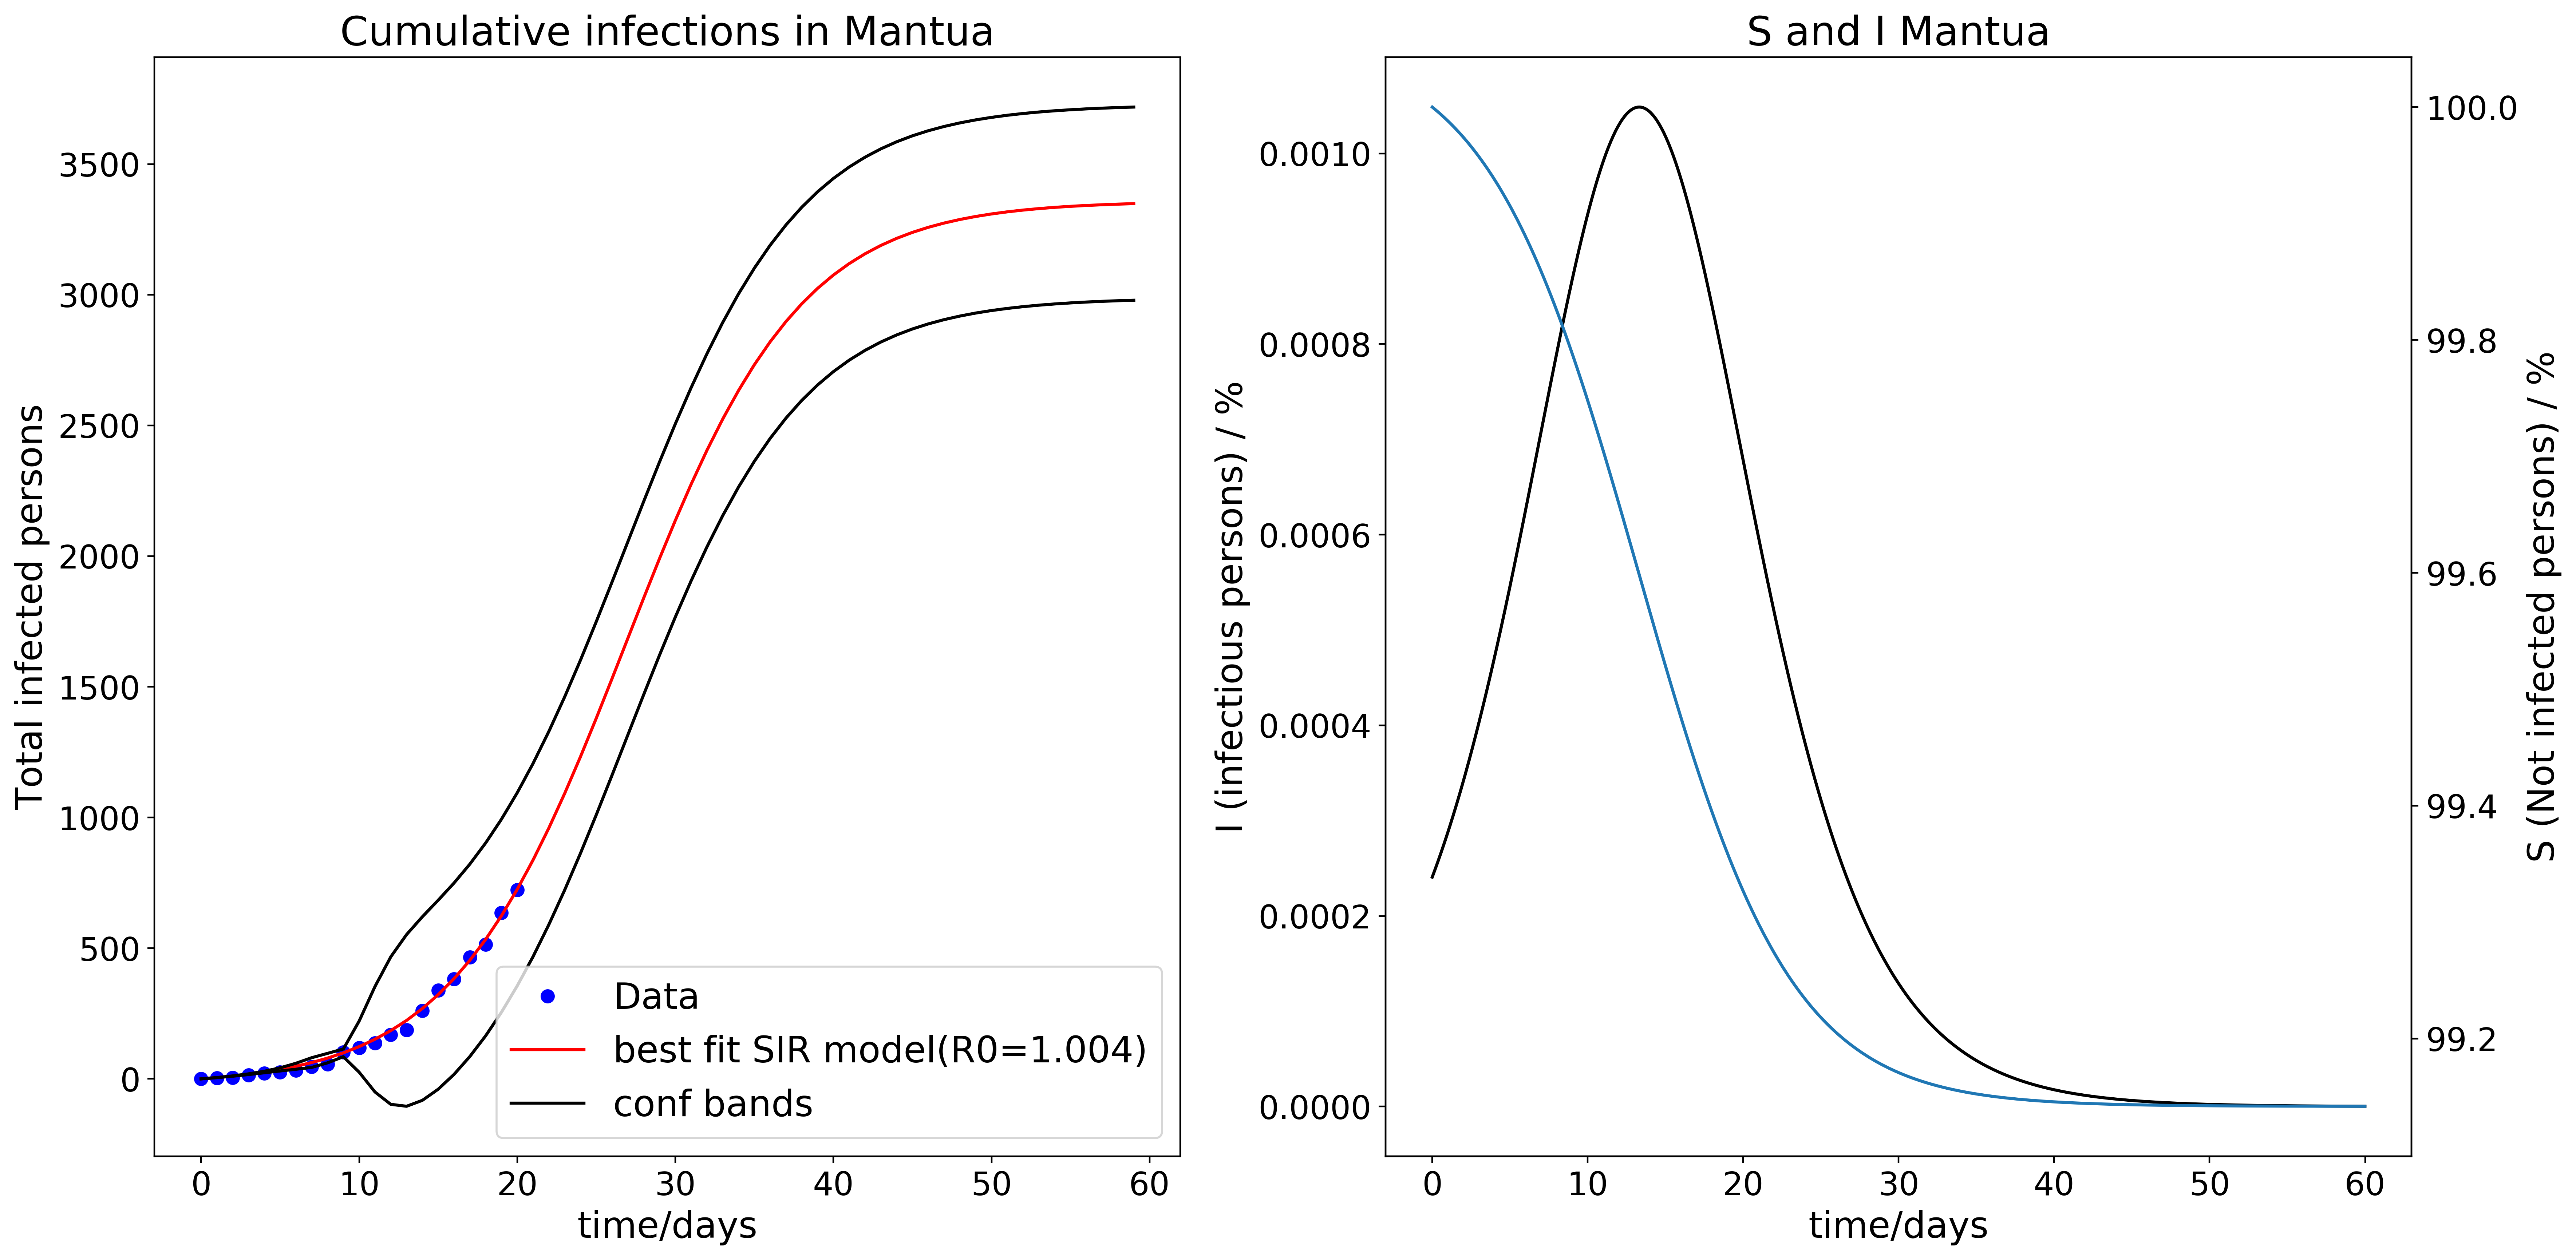 Cumulative infections in Mantua
Total infected persons
3500
3000
2500
2000
1500
1000
500
0
0 10 20 30 40 50 60
time/days
Data
best fit SIR model(R0=1.004)
conf bands
S and I Mantua
I (infectious persons) / %
0.0010
0.0008
0.0006
0.0004
0.0002
0.0000
0 10 20 30 40 50 60
time/days
100.0
99.8
99.6
99.4
99.2
S (Not infected persons) / %